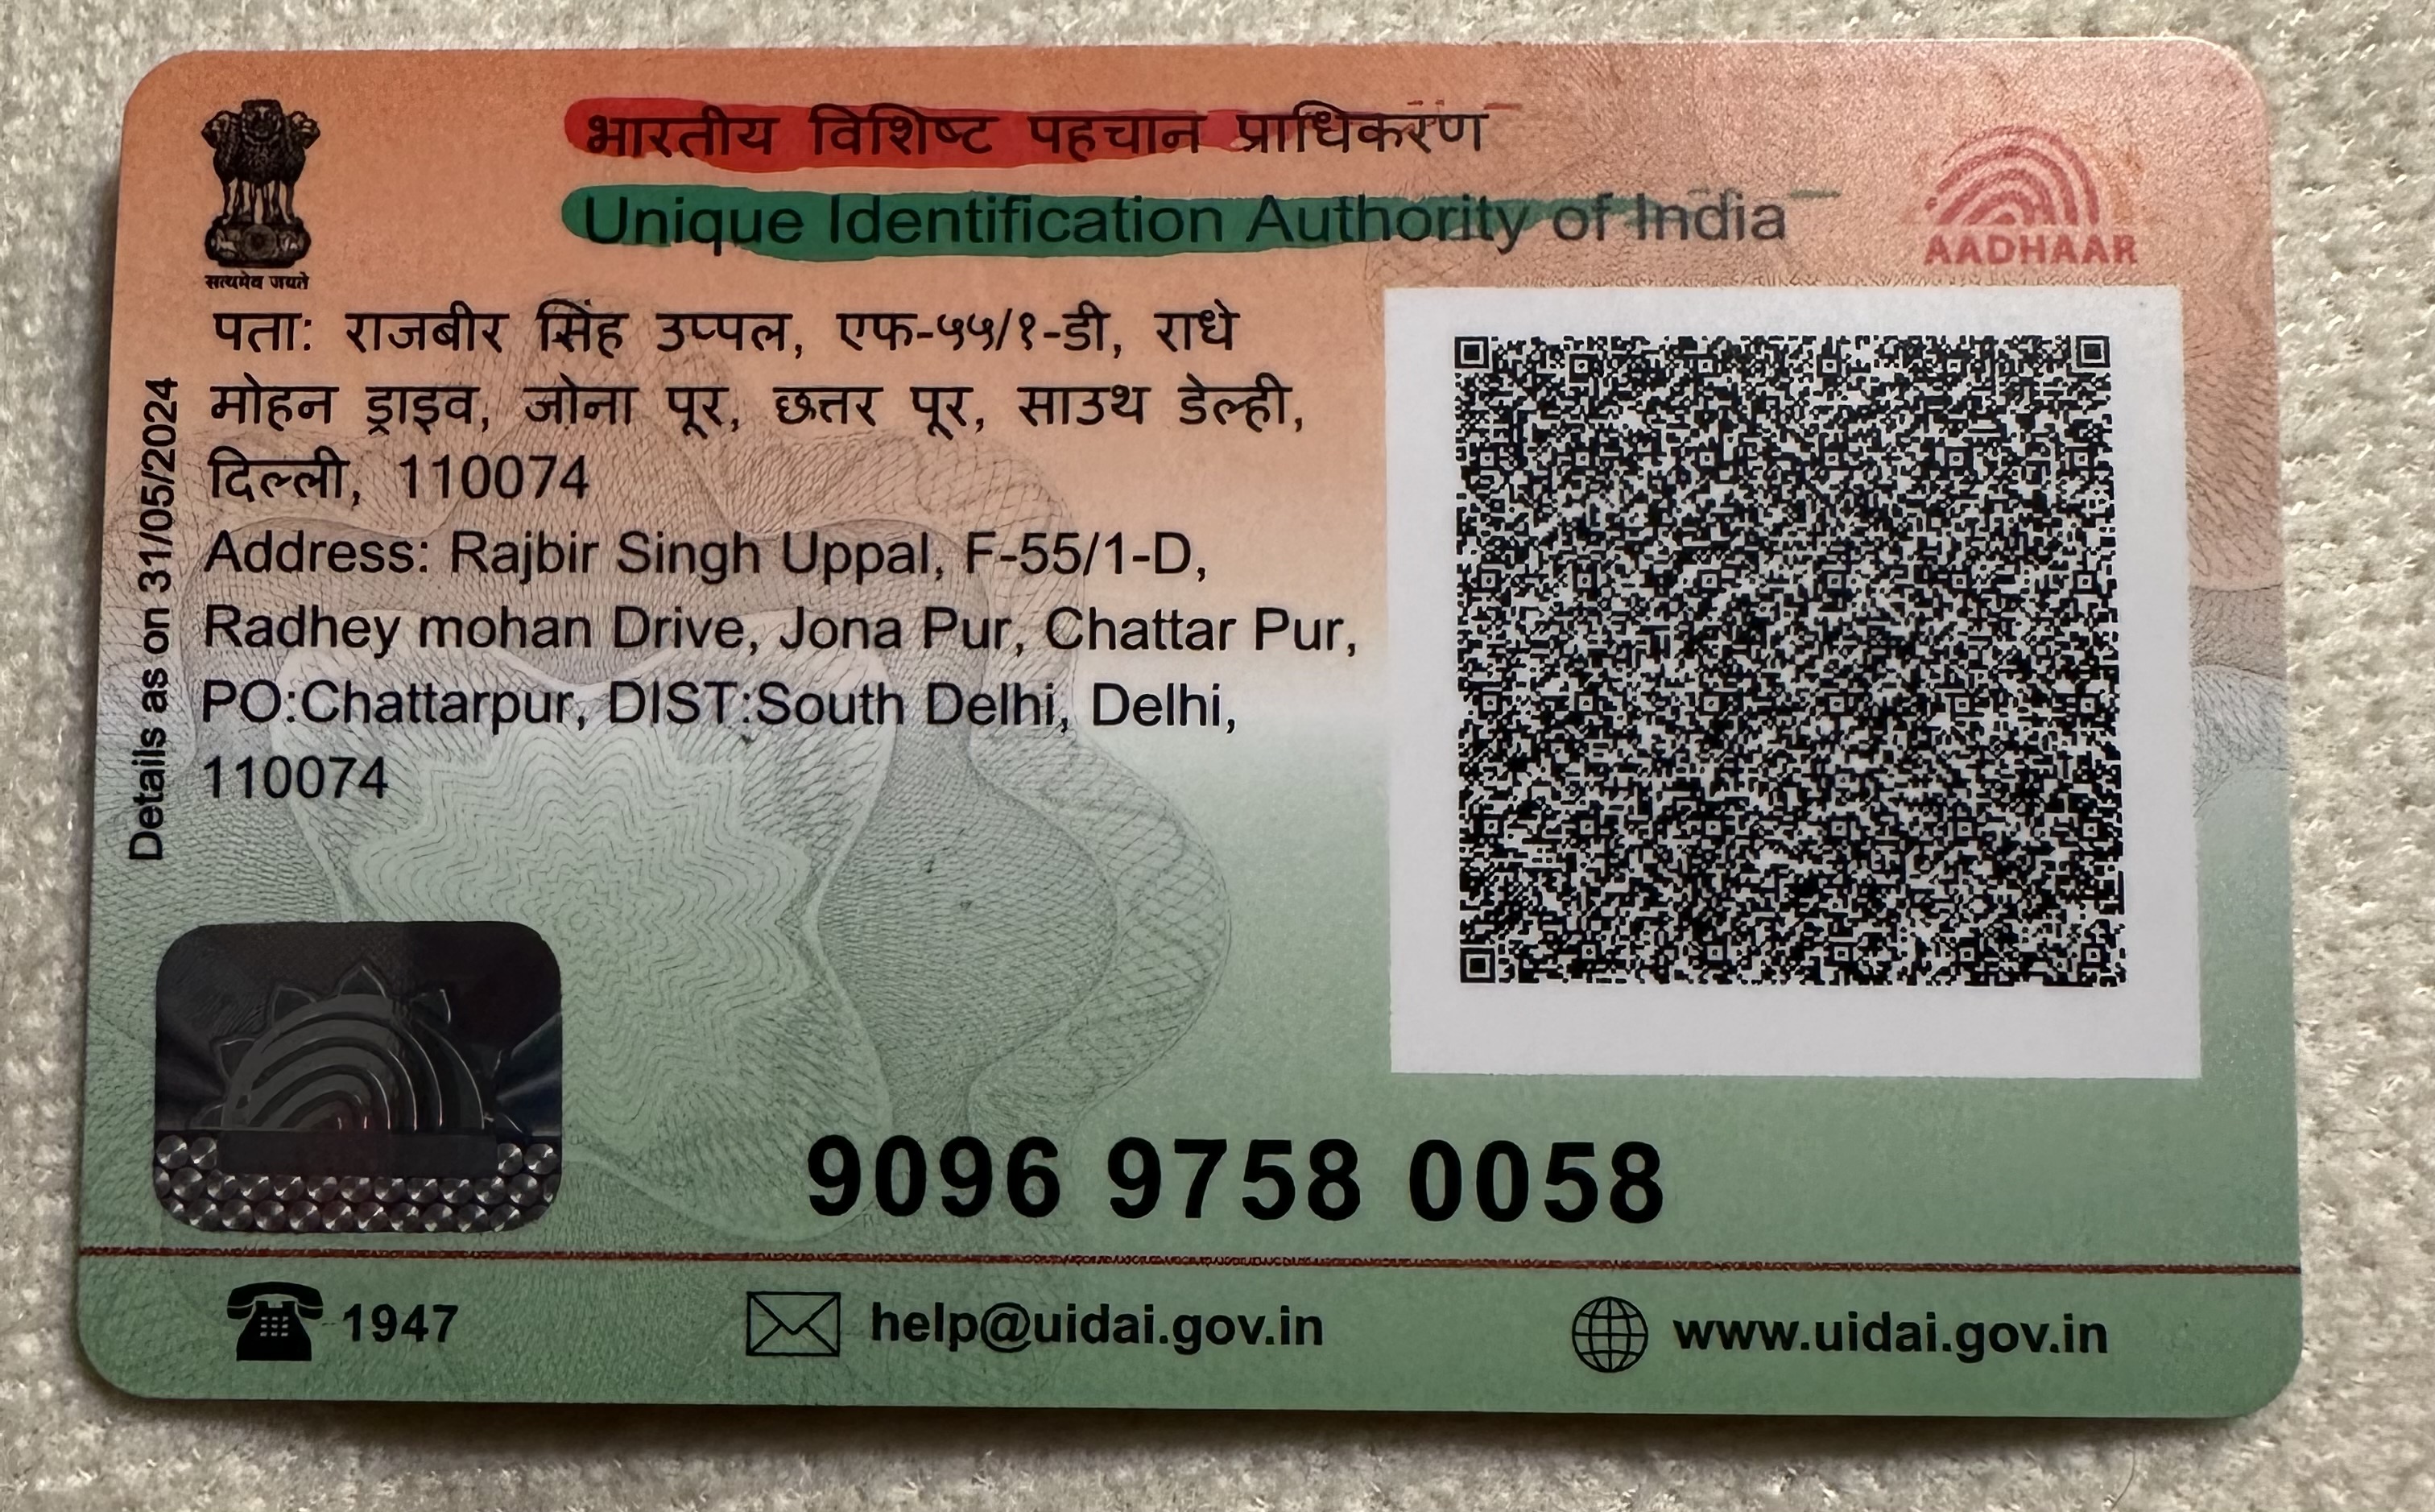 भारतीय विशिष्ट पहचान प्राधिकरण
Unique Identification Authority of India
सत्यमेव जयते
AADHAAR
पता: राजबीर सिंह उप्पल, एफ-५५/१-डी, राधे
मोहन ड्राइव, जोना पूर, छत्तर पूर, साउथ डेल्ही,
दिल्ली, 110074
Address: Rajbir Singh Uppal, F-55/1-D,
Radhey mohan Drive, Jona Pur, Chattar Pur,
PO:Chattarpur, DIST:South Delhi, Delhi,
110074
Details as on 31/05/2024
9096 9758 0058
1947
help@uidai.gov.in
www.uidai.gov.in